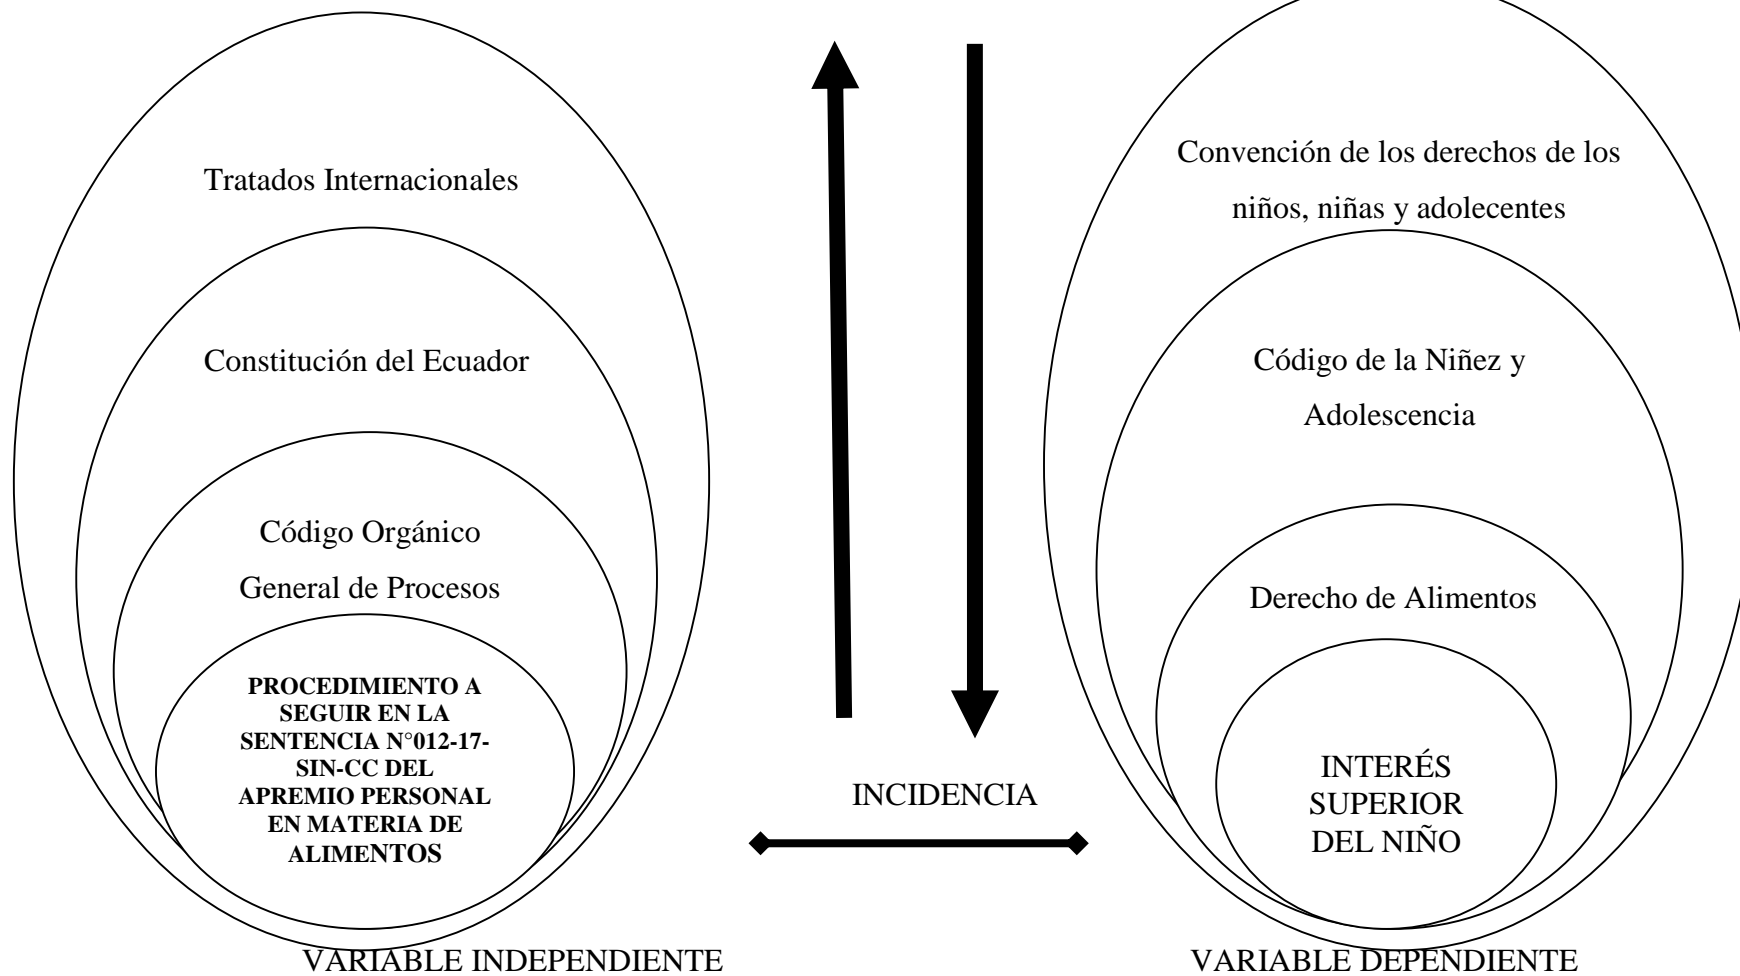 Tratados Internacionales
Constitución del Ecuador
Código Orgánico
General de Procesos
PROCEDIMIENTO A
SEGUIR EN LA
SENTENCIA N°012-17-
SIN-CC DEL
APREMIO PERSONAL
EN MATERIA DE
ALIMENTOS
VARIABLE INDEPENDIENTE
INCIDENCIA
Convención de los derechos de los
niños, niñas y adolecentes
Código de la Niñez y
Adolescencia
Derecho de Alimentos
INTERÉS
SUPERIOR
DEL NIÑO
VARIABLE DEPENDIENTE